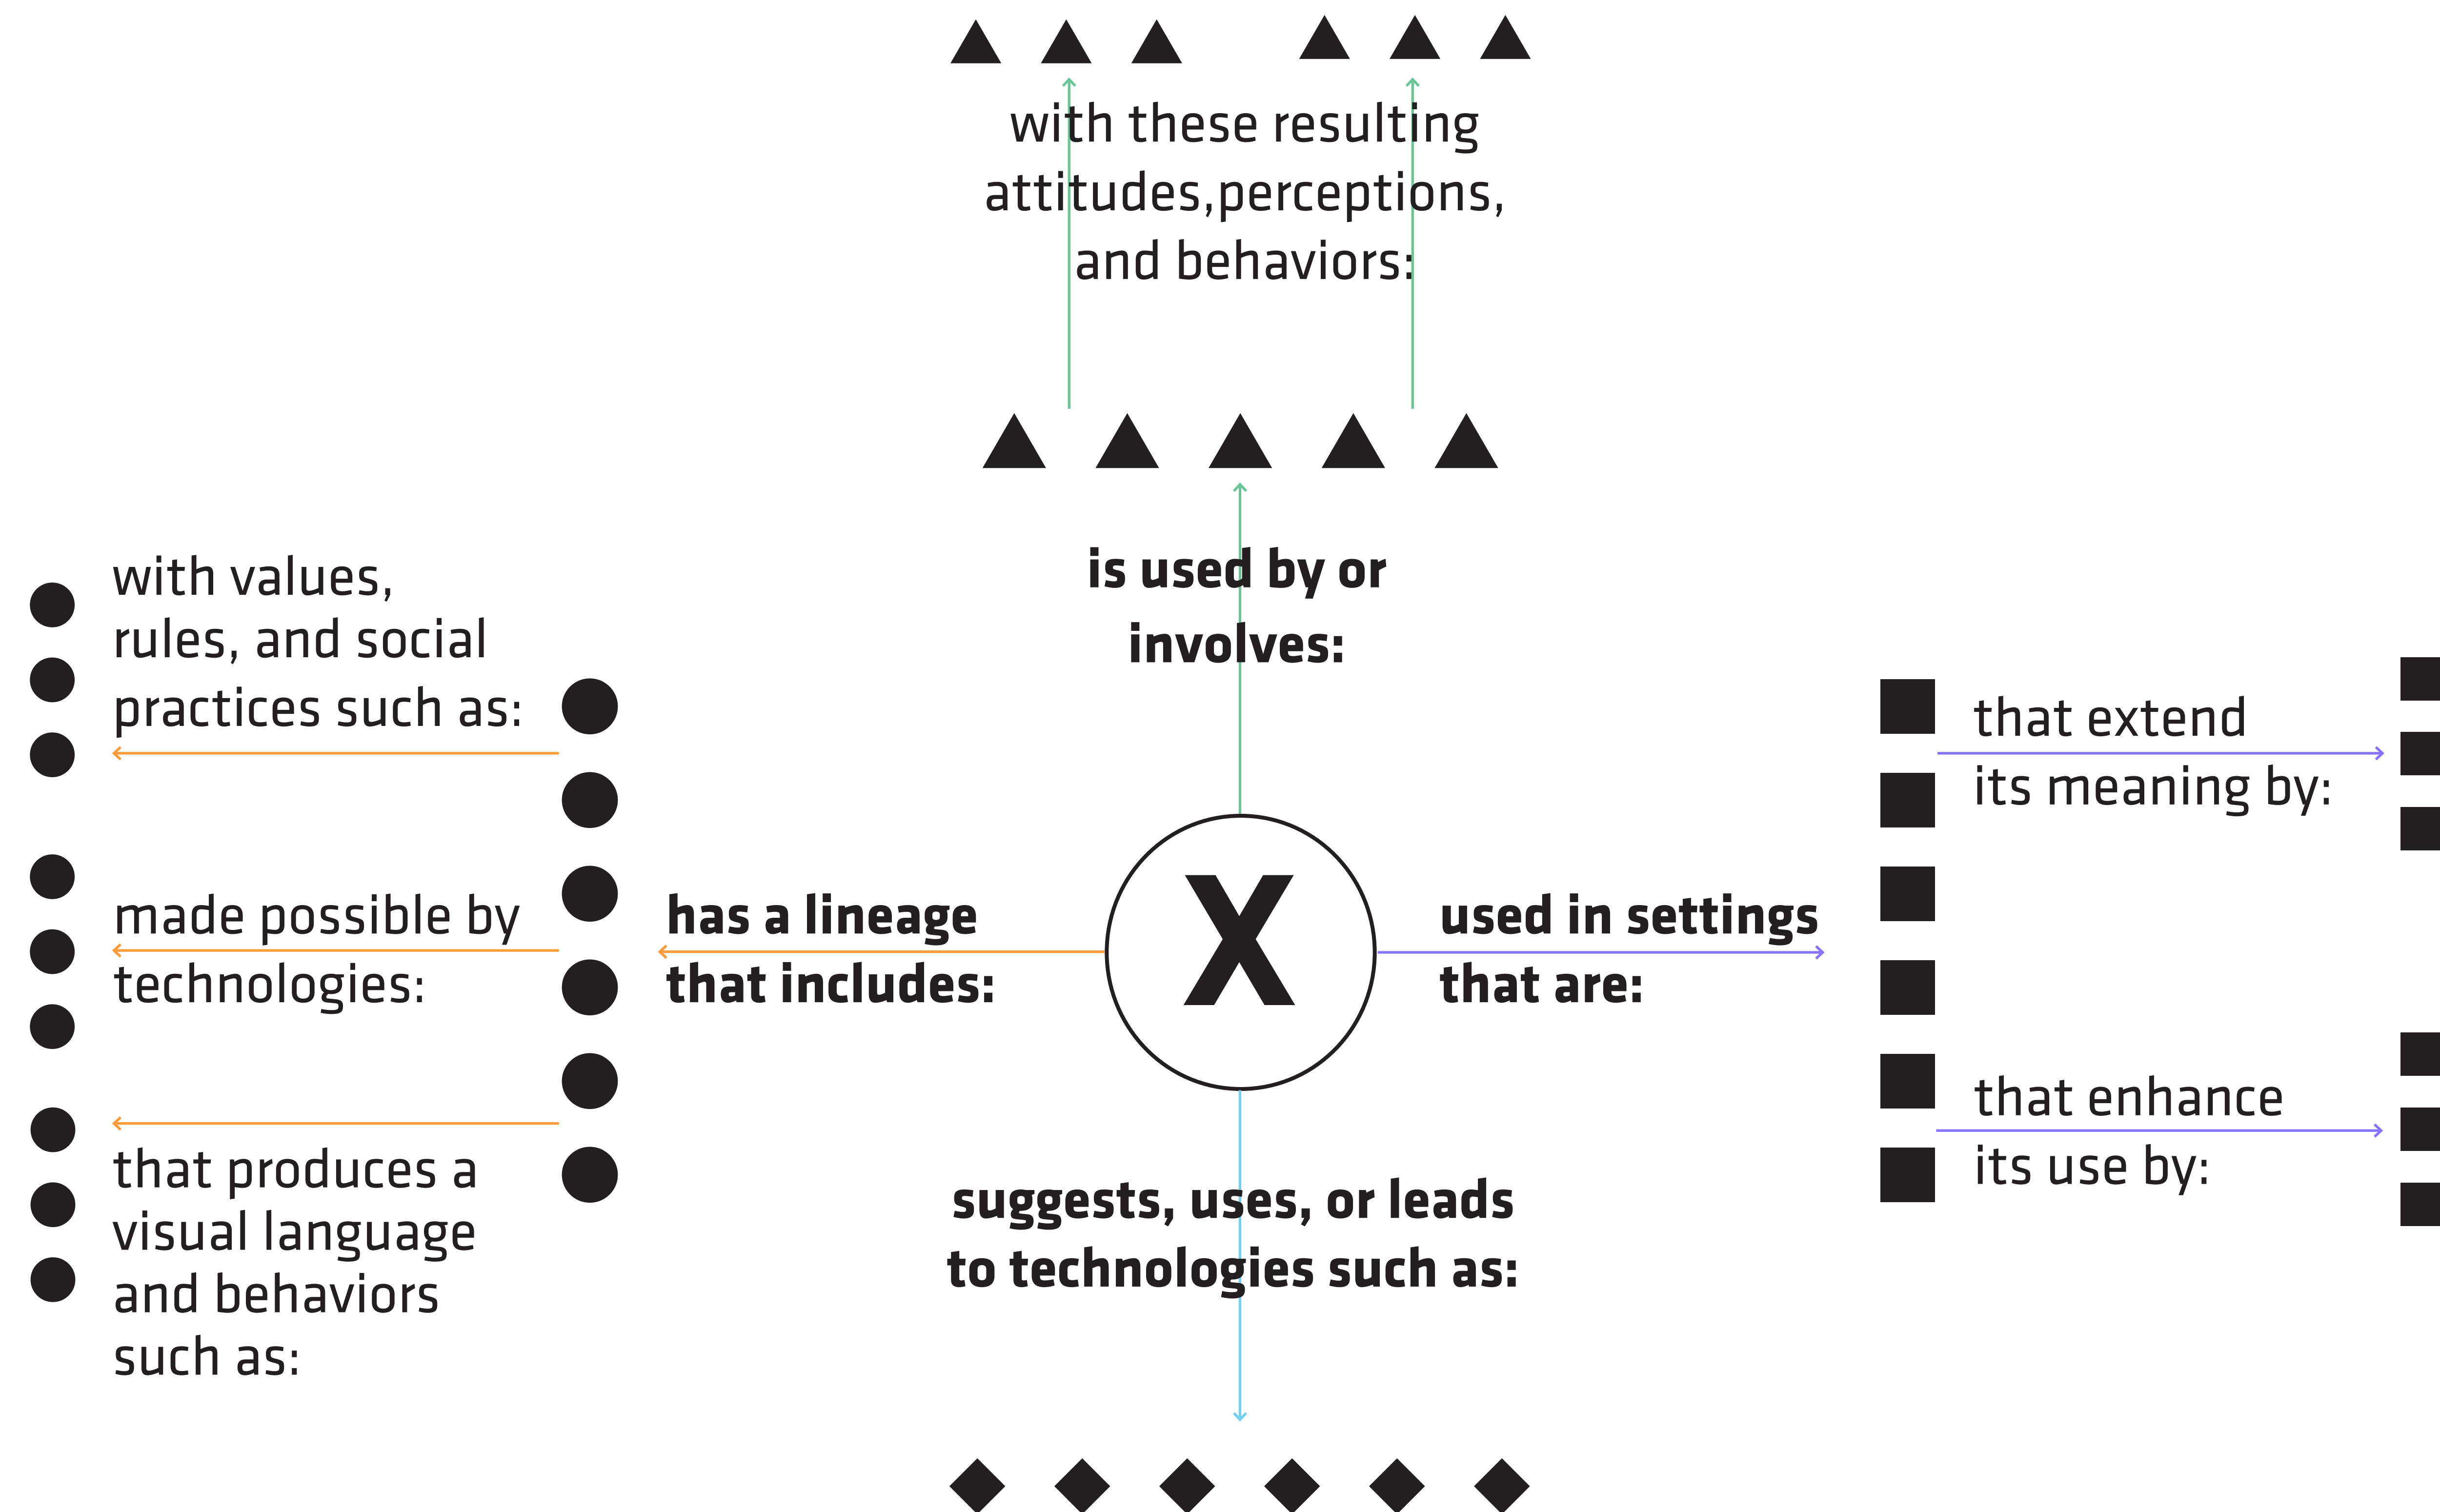 with these resulting
attitudes,perceptions,
and behaviors:
is used by or
involves:
with values,
rules, and social
practices such as:
made possible by
technologies:
that produces a
visual language
and behaviors
such as:
has a lineage
that includes:
X
used in settings
that are:
that extend
its meaning by:
that enhance
its use by:
suggests, uses, or leads
to technologies such as: